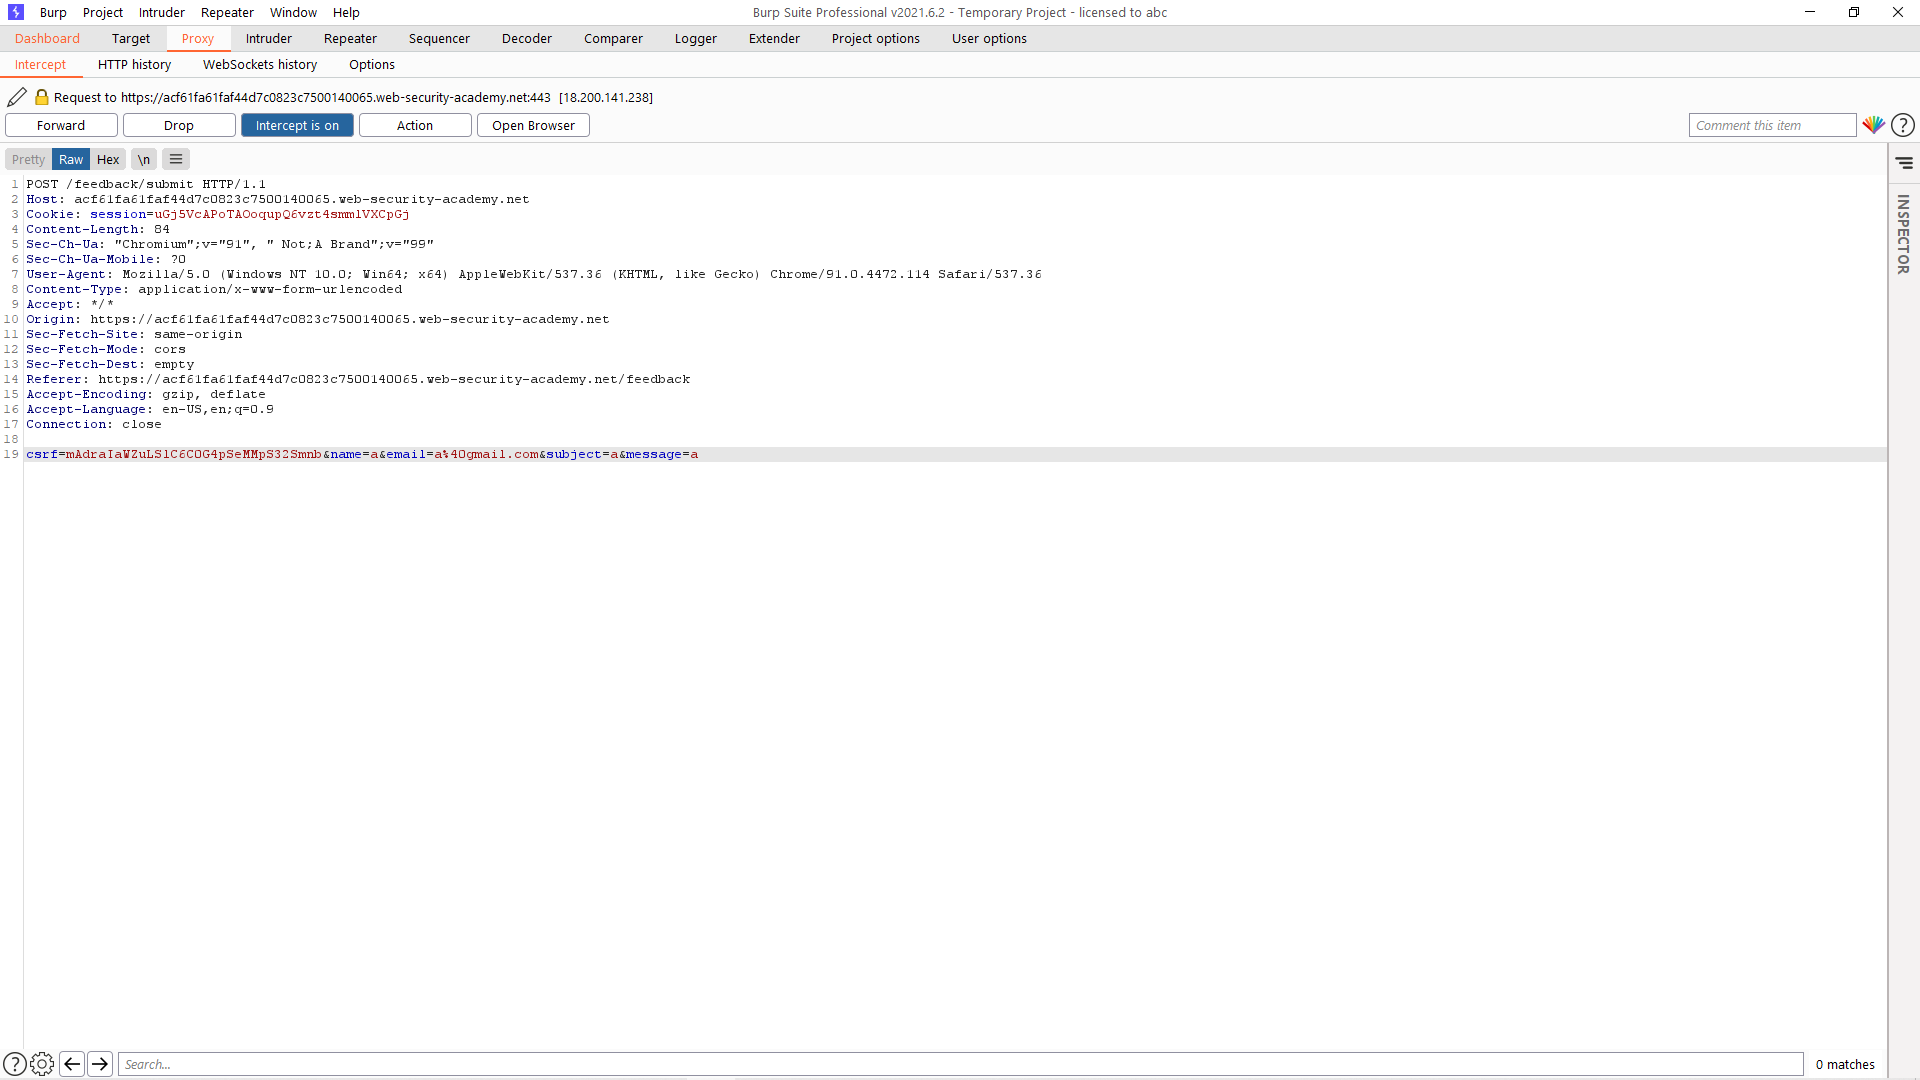 Burp Project Intruder Repeater Window Help Burp Suite Professional v2021.6.2 - Temporary Project - licensed to abc
Dashboard Target Proxy Intruder Repeater Sequencer Decoder Comparer Logger Extender Project options User options
Intercept HTTP history WebSockets history Options
Request to https://acf61fa61faf44d7c0823c7500140065.web-security-academy.net:443 [18.200.141.238]
Forward Drop Intercept is on Action Open Browser Comment this item ?
Pretty Raw Hex \n
INSPECTOR
1 POST /feedback/submit HTTP/1.1
2 Host: acf61fa61faf44d7c0823c7500140065.web-security-academy.net
3 Cookie: session=uGj5VcAPoTAOoqupQ6vzt4smmlVXCpGj
4 Content-Length: 84
5 Sec-Ch-Ua: "Chromium";v="91", " Not;A Brand";v="99"
6 Sec-Ch-Ua-Mobile: ?0
7 User-Agent: Mozilla/5.0 (Windows NT 10.0; Win64; x64) AppleWebKit/537.36 (KHTML, like Gecko) Chrome/91.0.4472.114 Safari/537.36
8 Content-Type: application/x-www-form-urlencoded
9 Accept: */*
10 Origin: https://acf61fa61faf44d7c0823c7500140065.web-security-academy.net
11 Sec-Fetch-Site: same-origin
12 Sec-Fetch-Mode: cors
13 Sec-Fetch-Dest: empty
14 Referer: https://acf61fa61faf44d7c0823c7500140065.web-security-academy.net/feedback
15 Accept-Encoding: gzip, deflate
16 Accept-Language: en-US,en;q=0.9
17 Connection: close
18
19 csrf=mAdraIaWZuLS1C6C0G4pSeMMpS32Smnb&name=a&email=a%40gmail.com&subject=a&message=a
? Search... 0 matches